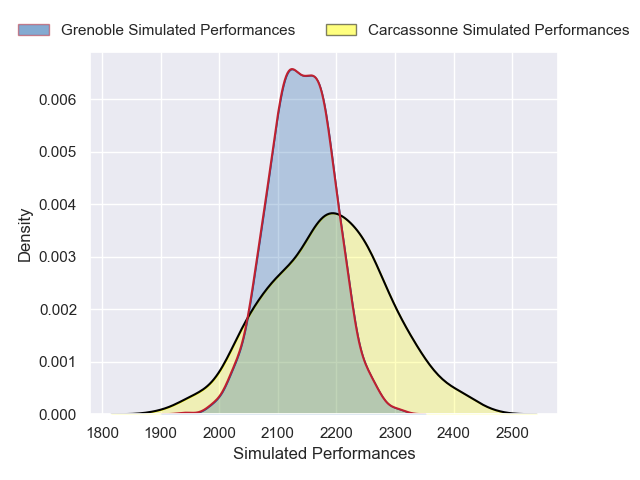 Grenoble Simulated Performances
Carcassonne Simulated Performances
Density
0.006
0.005
0.004
0.003
0.002
0.001
0.000
1800 1900 2000 2100 2200 2300 2400 2500
Simulated Performances